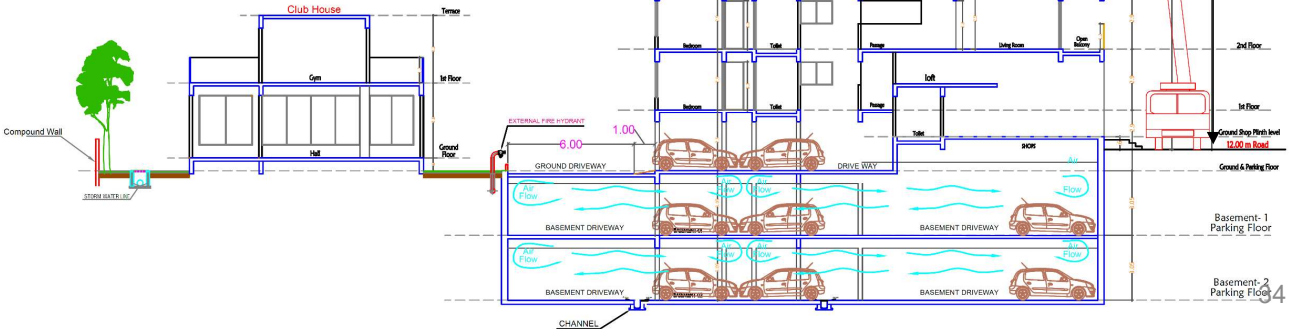 Club House
Terrace
Gym
1st Floor
Hall
Ground
Floor
Compound Wall
STORM WATER LINE
EXTERNAL FIRE HYDRANT
6.00
1.00
GROUND DRIVEWAY
DRIVE WAY
Bedroom
Toilet
Passage
Living Room
Open
Balcony
2nd Floor
loft
Bedroom
Toilet
Passage
1st Floor
Toilet
SHOPS
Ground Shop Plinth level
12.00 m Road
Ground & Parking Floor
Air
Flow
Air
Flow
Air
Flow
Air
Flow
BASEMENT DRIVEWAY
BASEMENT DRIVEWAY
Basement- 1
Parking Floor
Air
Flow
Air
Flow
Air
Flow
Air
Flow
BASEMENT DRIVEWAY
BASEMENT DRIVEWAY
Basement- 2
Parking Floor
34
CHANNEL